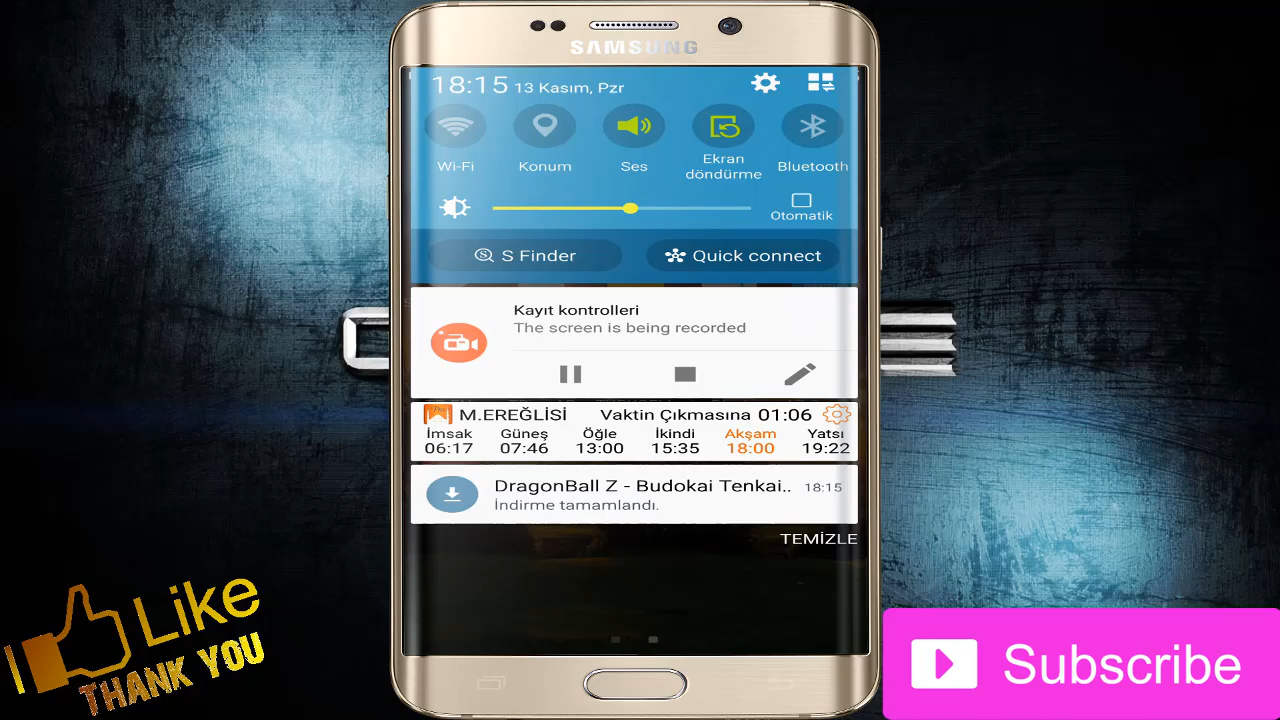 SAMSUNG
18:15 13 Kasım, Pzr
Wi-Fi
Konum
Ses
Ekran
döndürme
Bluetooth
Otomatik
S Finder
Quick connect
Kayıt kontrolleri
The screen is being recorded
M.EREĞLİSİ Vaktin Çıkmasına 01:06
İmsak Güneş Öğle İkindi Akşam Yatsı
06:17 07:46 13:00 15:35 18:00 19:22
DragonBall Z - Budokai Tenkai.. 18:15
İndirme tamamlandı.
TEMİZLE
Like
THANK YOU
Subscribe